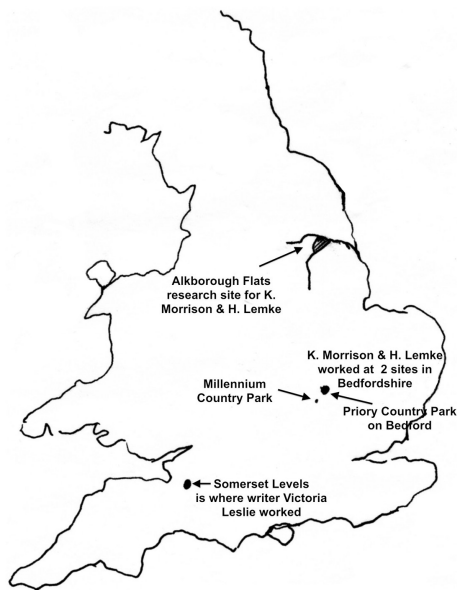 Alkborough Flats
research site for K.
Morrison & H. Lemke
K. Morrison & H. Lemke
worked at 2 sites in
Bedfordshire
Millennium
Country Park
Priory Country Park
on Bedford
Somerset Levels
is where writer Victoria
Leslie worked